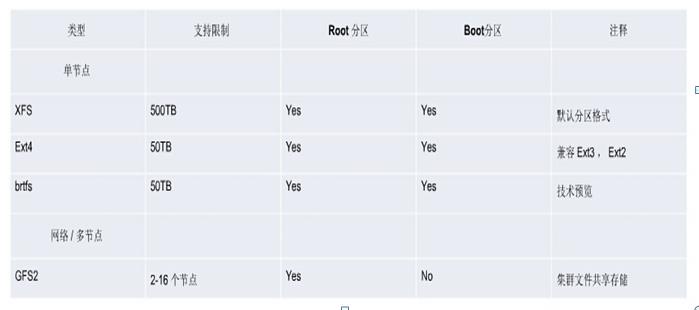 类型 支持限制 Root 分区 Boot分区 注释
单节点
XFS 500TB Yes Yes 默认分区格式
Ext4 50TB Yes Yes 兼容 Ext3 ， Ext2
brtfs 50TB Yes Yes 技术预览
网络 / 多节点
GFS2 2-16 个节点 Yes No 集群文件共享存储